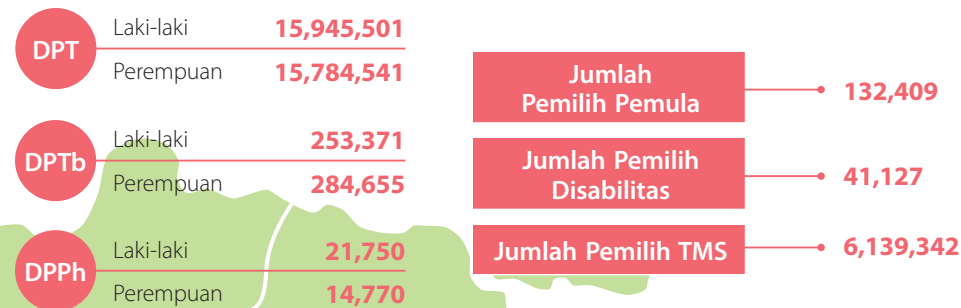 DPT
Laki-laki 15,945,501
Perempuan 15,784,541
DPTb
Laki-laki 253,371
Perempuan 284,655
DPPh
Laki-laki 21,750
Perempuan 14,770
Jumlah
Pemilih Pemula
132,409
Jumlah Pemilih
Disabilitas
41,127
Jumlah Pemilih TMS
6,139,342